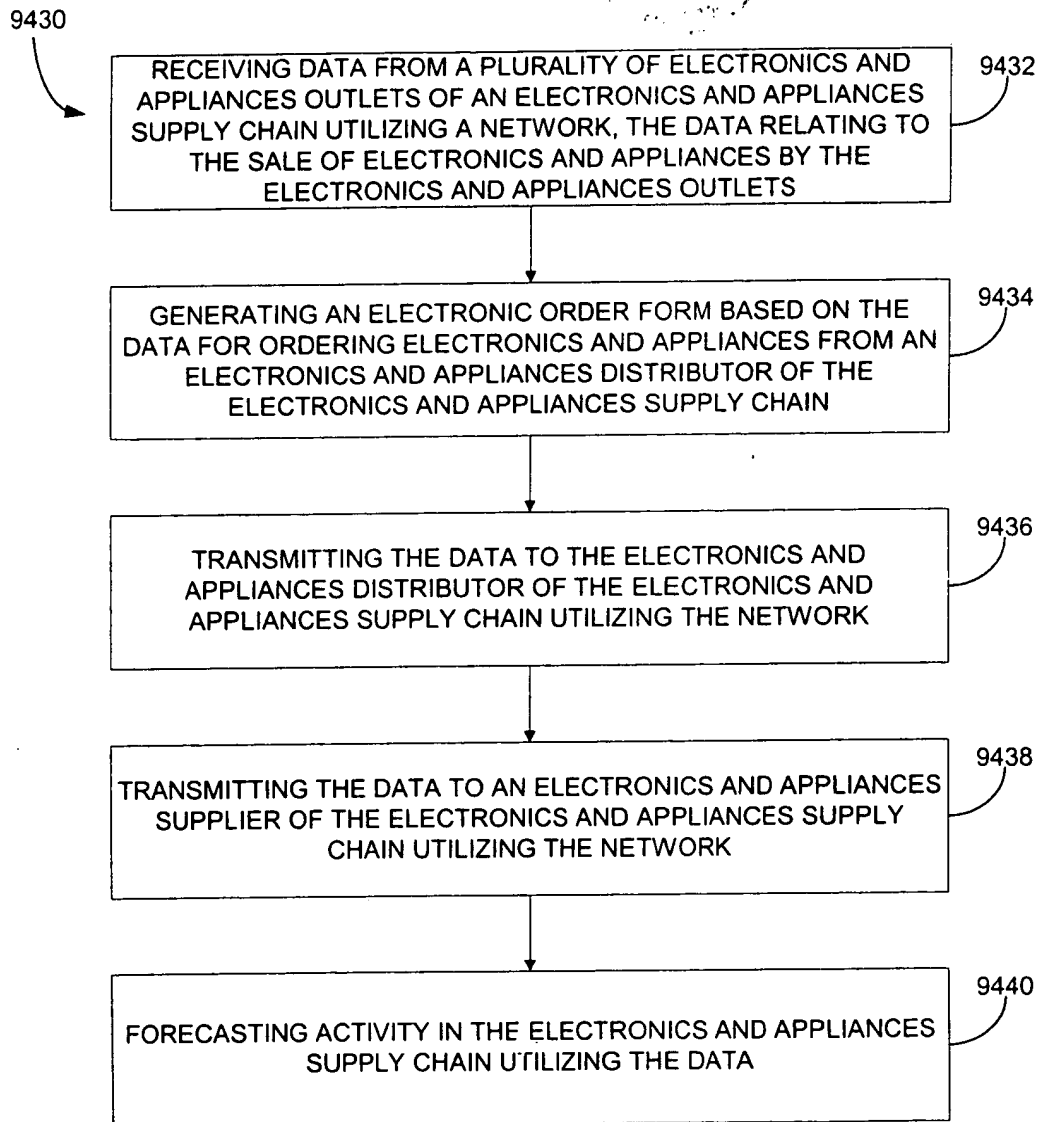 9430
RECEIVING DATA FROM A PLURALITY OF ELECTRONICS AND
APPLIANCES OUTLETS OF AN ELECTRONICS AND APPLIANCES
SUPPLY CHAIN UTILIZING A NETWORK, THE DATA RELATING TO
THE SALE OF ELECTRONICS AND APPLIANCES BY THE
ELECTRONICS AND APPLIANCES OUTLETS
9432
GENERATING AN ELECTRONIC ORDER FORM BASED ON THE
DATA FOR ORDERING ELECTRONICS AND APPLIANCES FROM AN
ELECTRONICS AND APPLIANCES DISTRIBUTOR OF THE
ELECTRONICS AND APPLIANCES SUPPLY CHAIN
9434
TRANSMITTING THE DATA TO THE ELECTRONICS AND
APPLIANCES DISTRIBUTOR OF THE ELECTRONICS AND
APPLIANCES SUPPLY CHAIN UTILIZING THE NETWORK
9436
TRANSMITTING THE DATA TO AN ELECTRONICS AND APPLIANCES
SUPPLIER OF THE ELECTRONICS AND APPLIANCES SUPPLY
CHAIN UTILIZING THE NETWORK
9438
FORECASTING ACTIVITY IN THE ELECTRONICS AND APPLIANCES
SUPPLY CHAIN UTILIZING THE DATA
9440